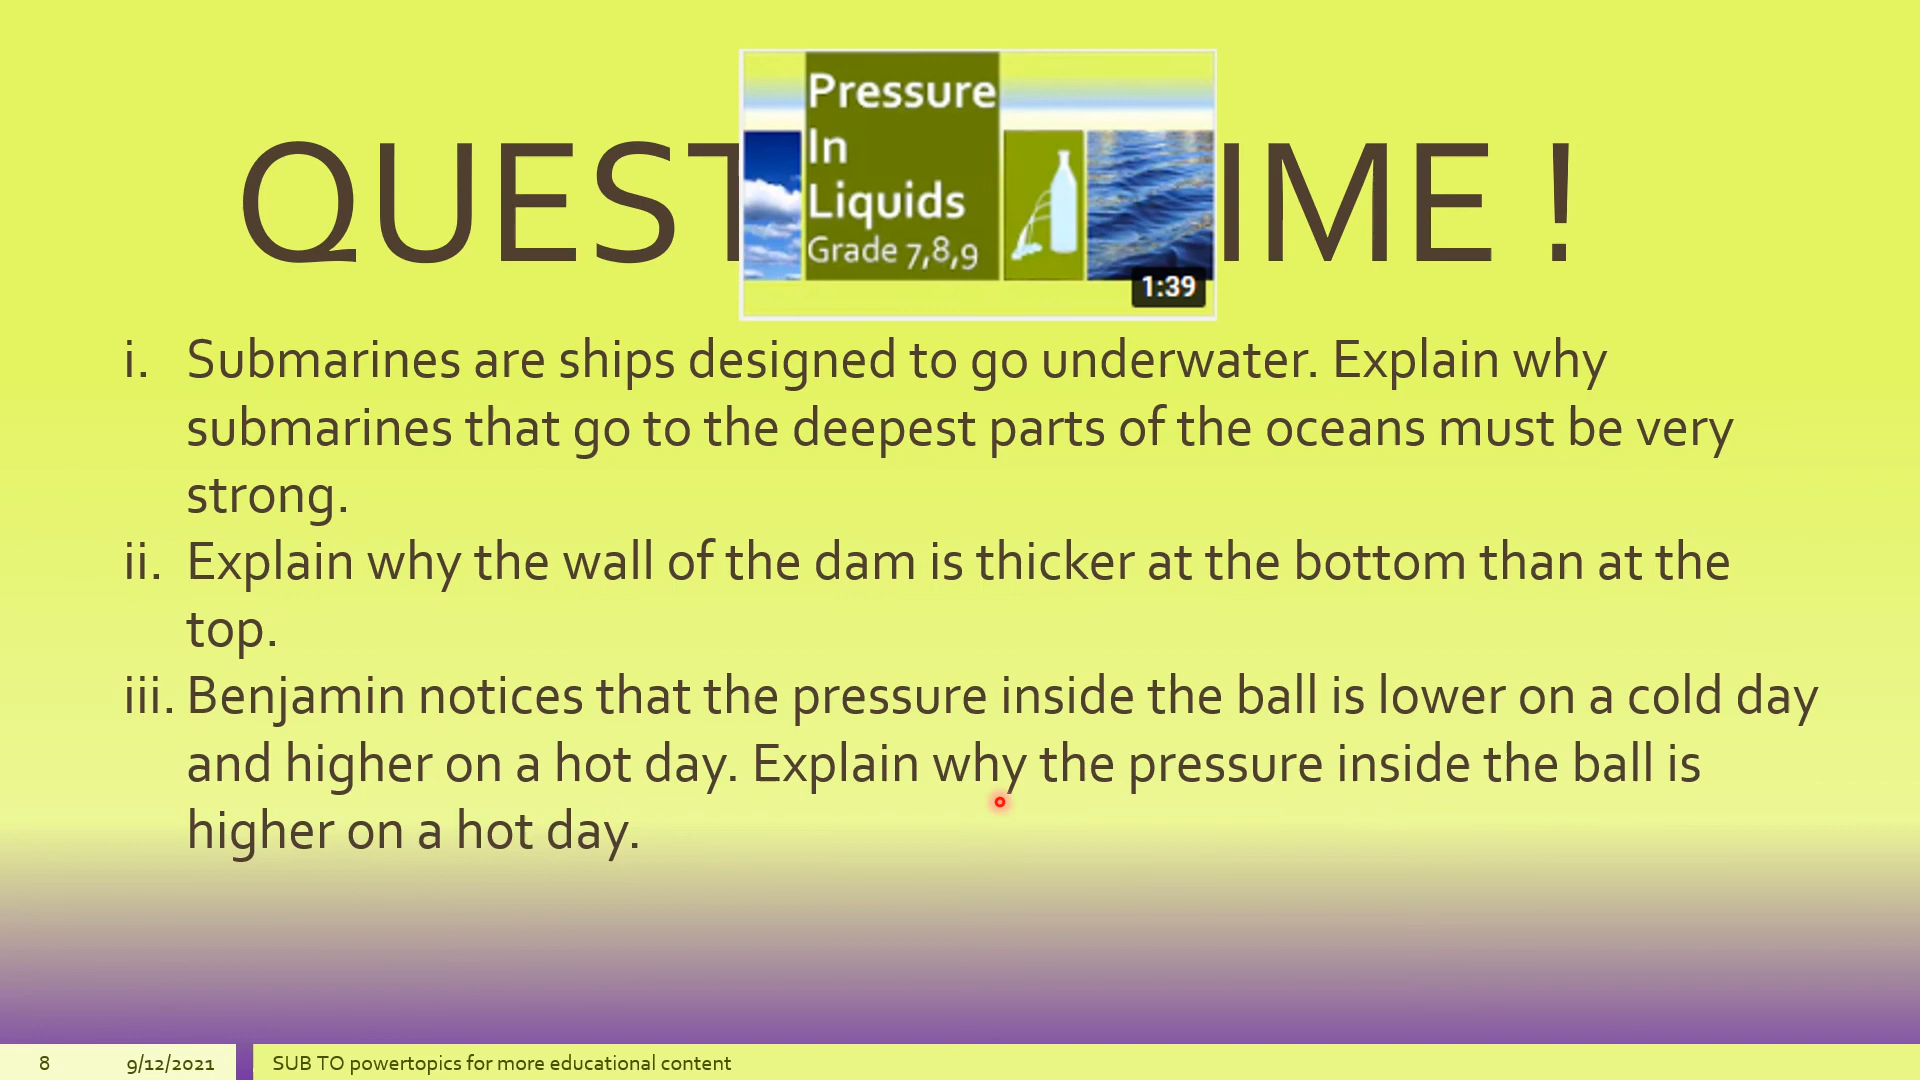 Pressure
In
Liquids
Grade 7,8,9
1:39
QUEST IME !
i. Submarines are ships designed to go underwater. Explain why
submarines that go to the deepest parts of the oceans must be very
strong.
ii. Explain why the wall of the dam is thicker at the bottom than at the
top.
iii. Benjamin notices that the pressure inside the ball is lower on a cold day
and higher on a hot day. Explain why the pressure inside the ball is
higher on a hot day.
8 9/12/2021 SUB TO powertopics for more educational content